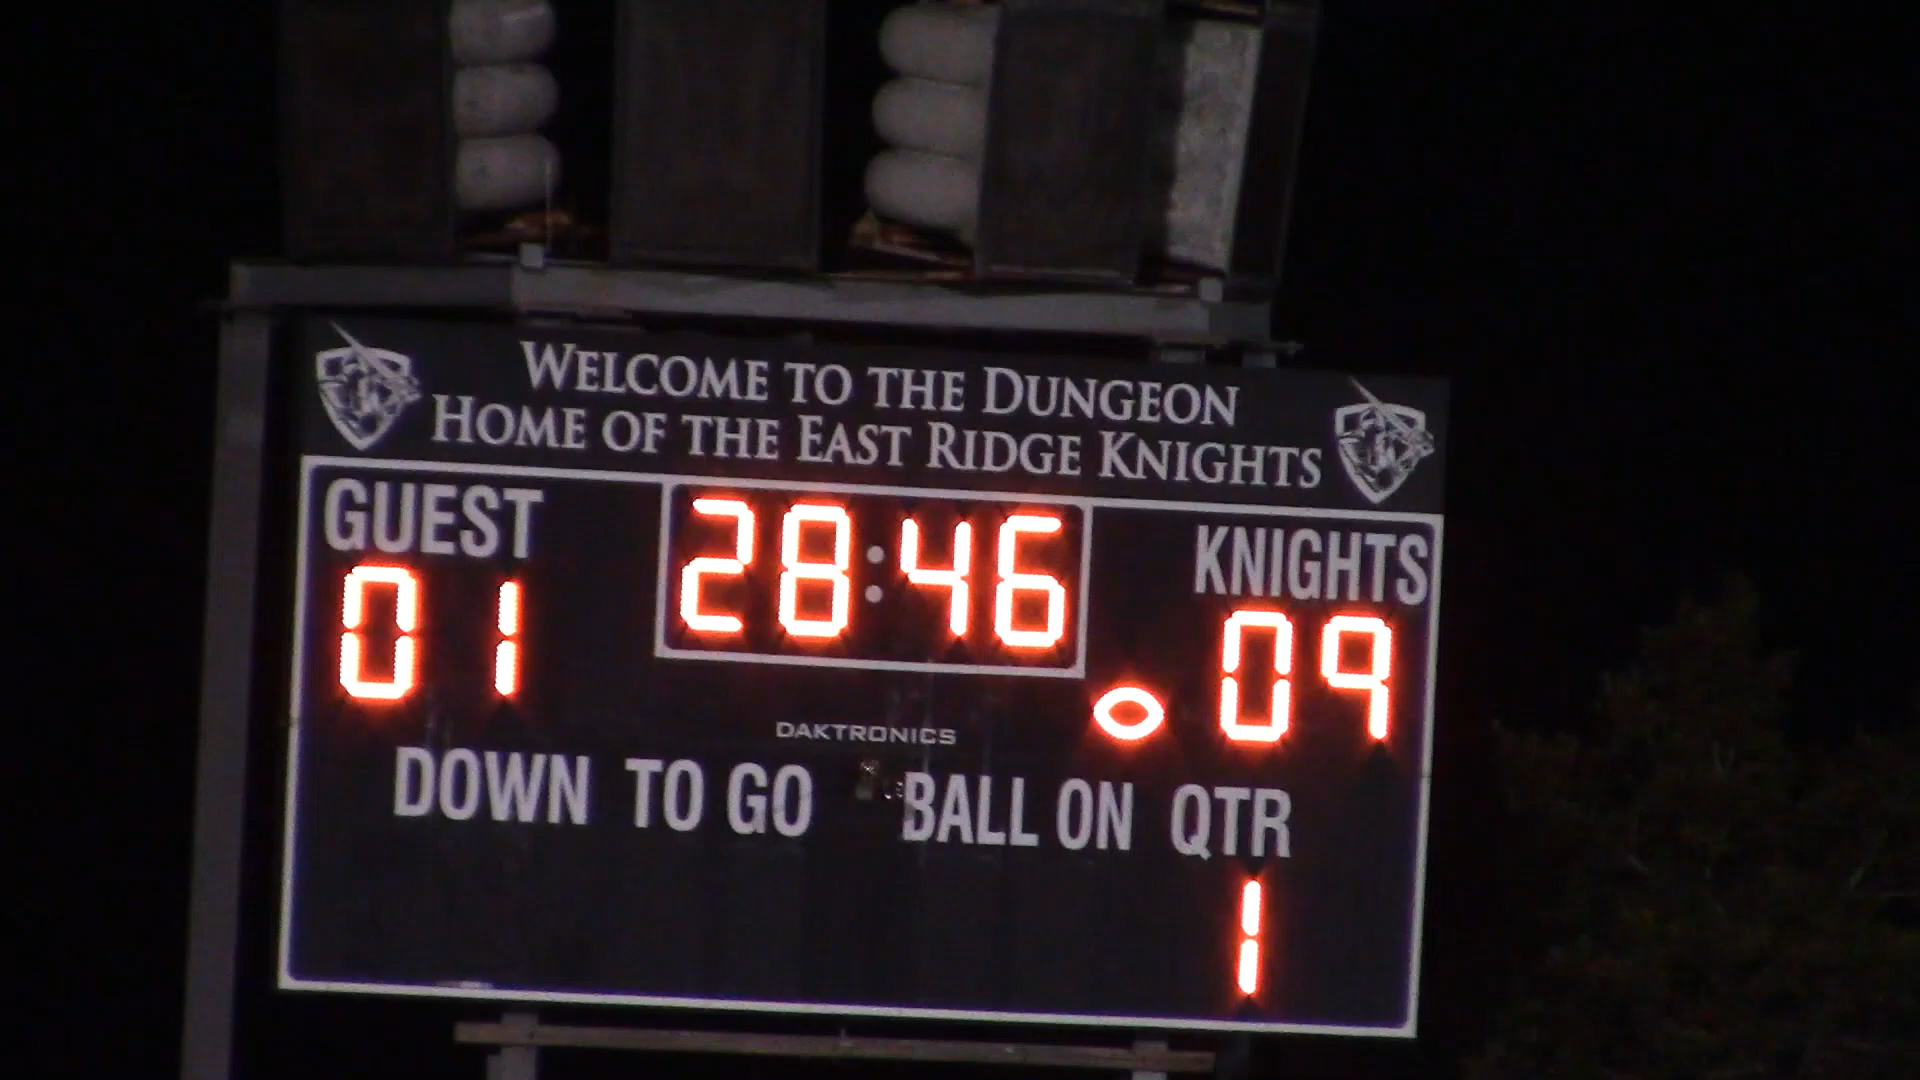 WELCOME TO THE DUNGEON
HOME OF THE EAST RIDGE KNIGHTS
GUEST
28:46
KNIGHTS
01
09
DAKTRONICS
DOWN TO GO BALL ON QTR
1